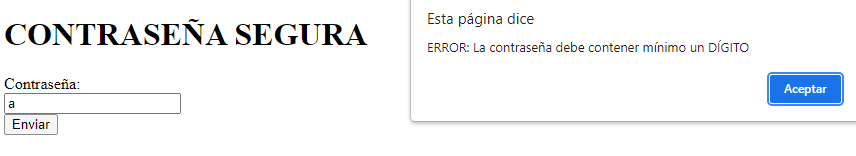 CONTRASEÑA SEGURA
Contraseña:
a
Enviar
Esta página dice
ERROR: La contraseña debe contener mínimo un DÍGITO
Aceptar